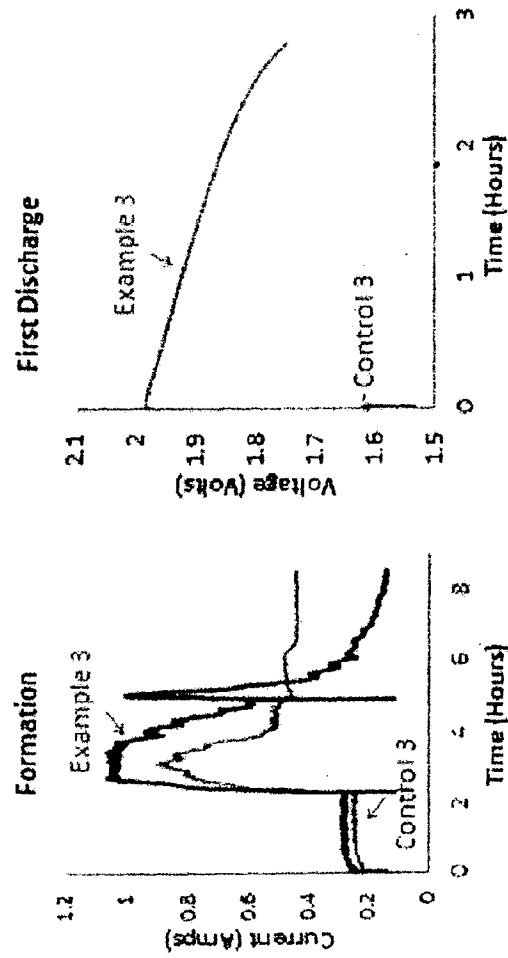 Formation
Current (Amps)
1.2
1
0.8
0.6
0.4
0.2
0
Example 3
Control 3
0
2
4
6
8
Time (Hours)
First Discharge
Voltage (Volts)
2.1
2
1.9
1.8
1.7
1.6
1.5
Example 3
Control 3
0
1
2
3
Time (Hours)